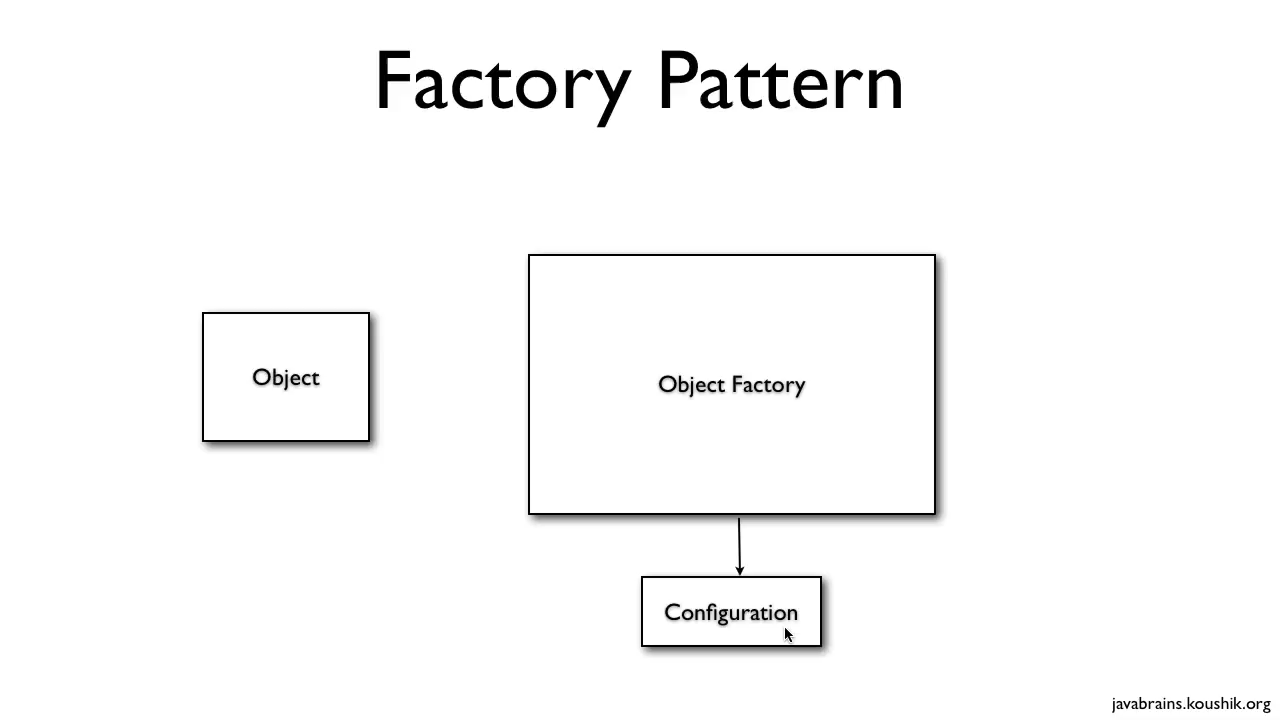 Factory Pattern
Object
Object Factory
Configuration
javabrains.koushik.org